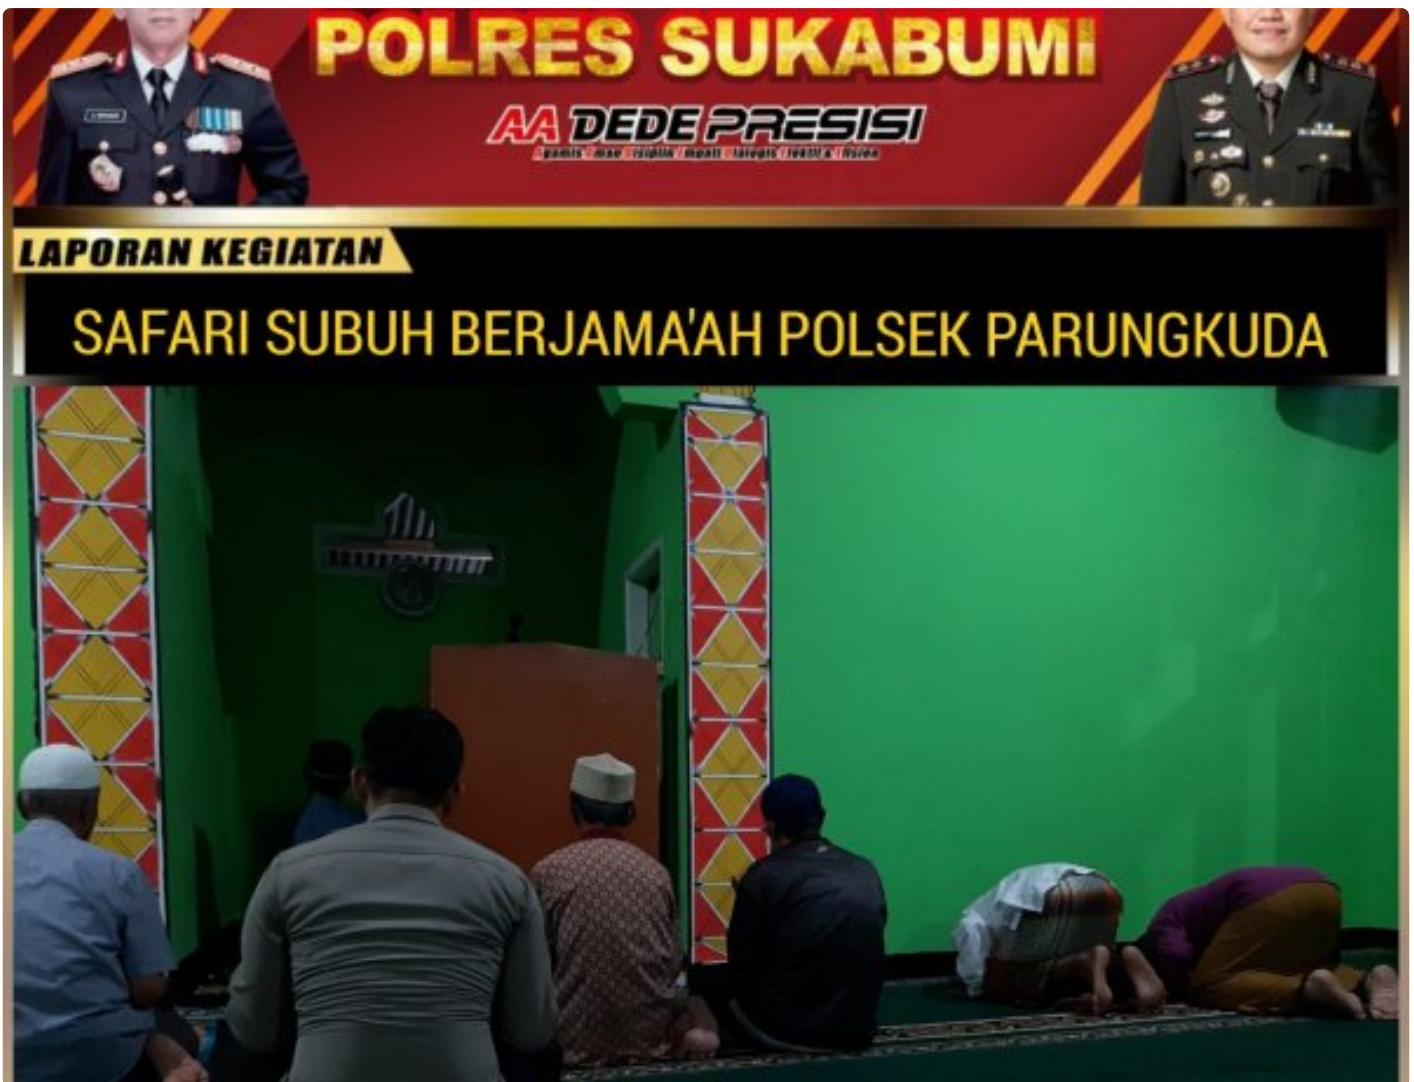 POLRES SUKABUMI
AA DEDE PRESISI
LAPORAN KEGIATAN
SAFARI SUBUH BERJAMA'AH POLSEK PARUNGKUDA